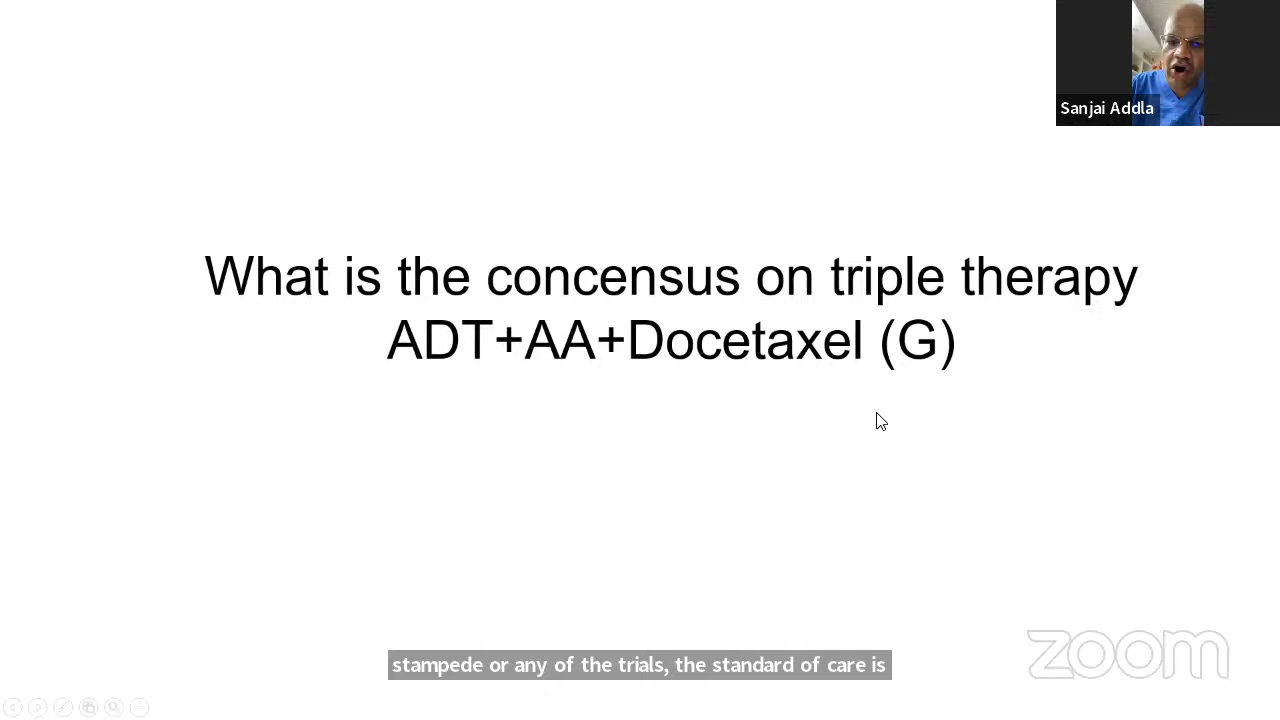 Sanjai Addla
What is the concensus on triple therapy
ADT+AA+Docetaxel (G)
stampede or any of the trials, the standard of care is
zoom